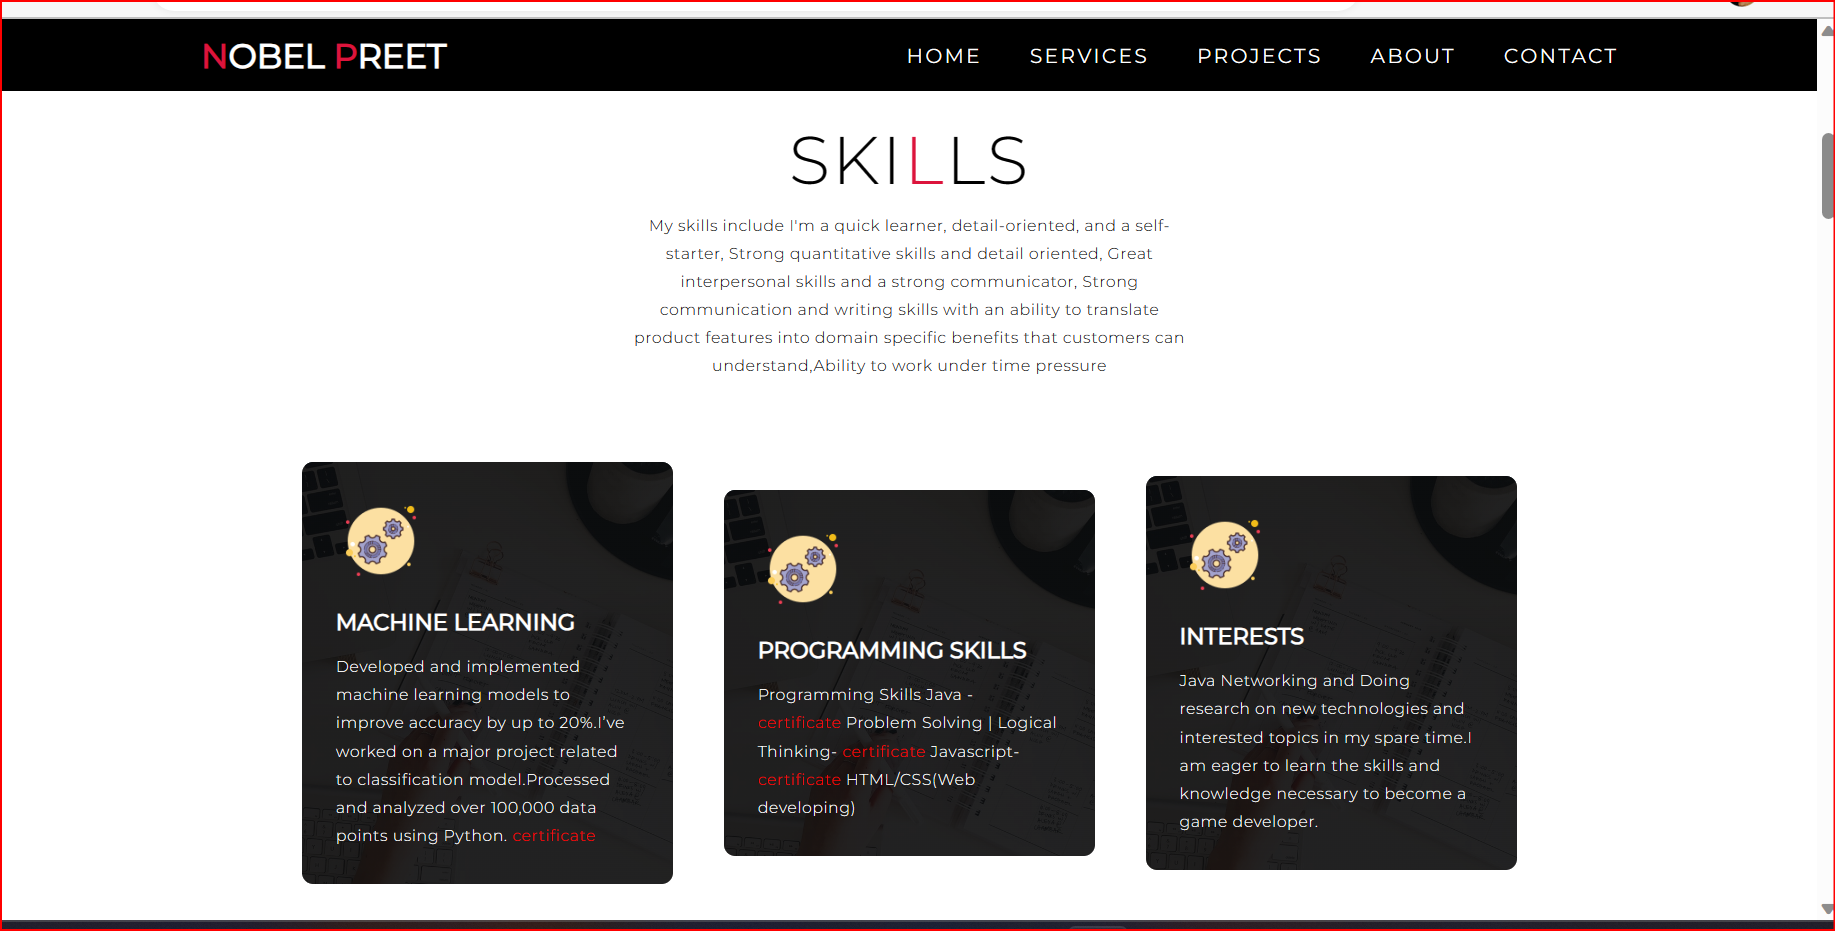 NOBEL PREET
HOME SERVICES PROJECTS ABOUT CONTACT
SKILLS
My skills include I'm a quick learner, detail-oriented, and a self-
starter, Strong quantitative skills and detail oriented, Great
interpersonal skills and a strong communicator, Strong
communication and writing skills with an ability to translate
product features into domain specific benefits that customers can
understand,Ability to work under time pressure
MACHINE LEARNING
Developed and implemented
machine learning models to
improve accuracy by up to 20%.I've
worked on a major project related
to classification model.Processed
and analyzed over 100,000 data
points using Python. certificate
PROGRAMMING SKILLS
Programming Skills Java -
certificate Problem Solving | Logical
Thinking- certificate Javascript-
certificate HTML/CSS(Web
developing)
INTERESTS
Java Networking and Doing
research on new technologies and
interested topics in my spare time.I
am eager to learn the skills and
knowledge necessary to become a
game developer.